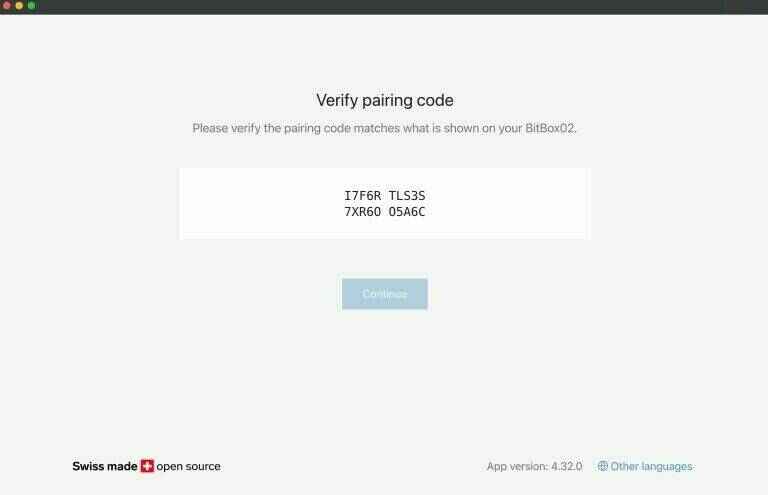 Verify pairing code
Please verify the pairing code matches what is shown on your BitBox02.
I7F6R TLS3S
7XR6O O5A6C
Continue
Swiss made open source
App version: 4.32.0
Other languages